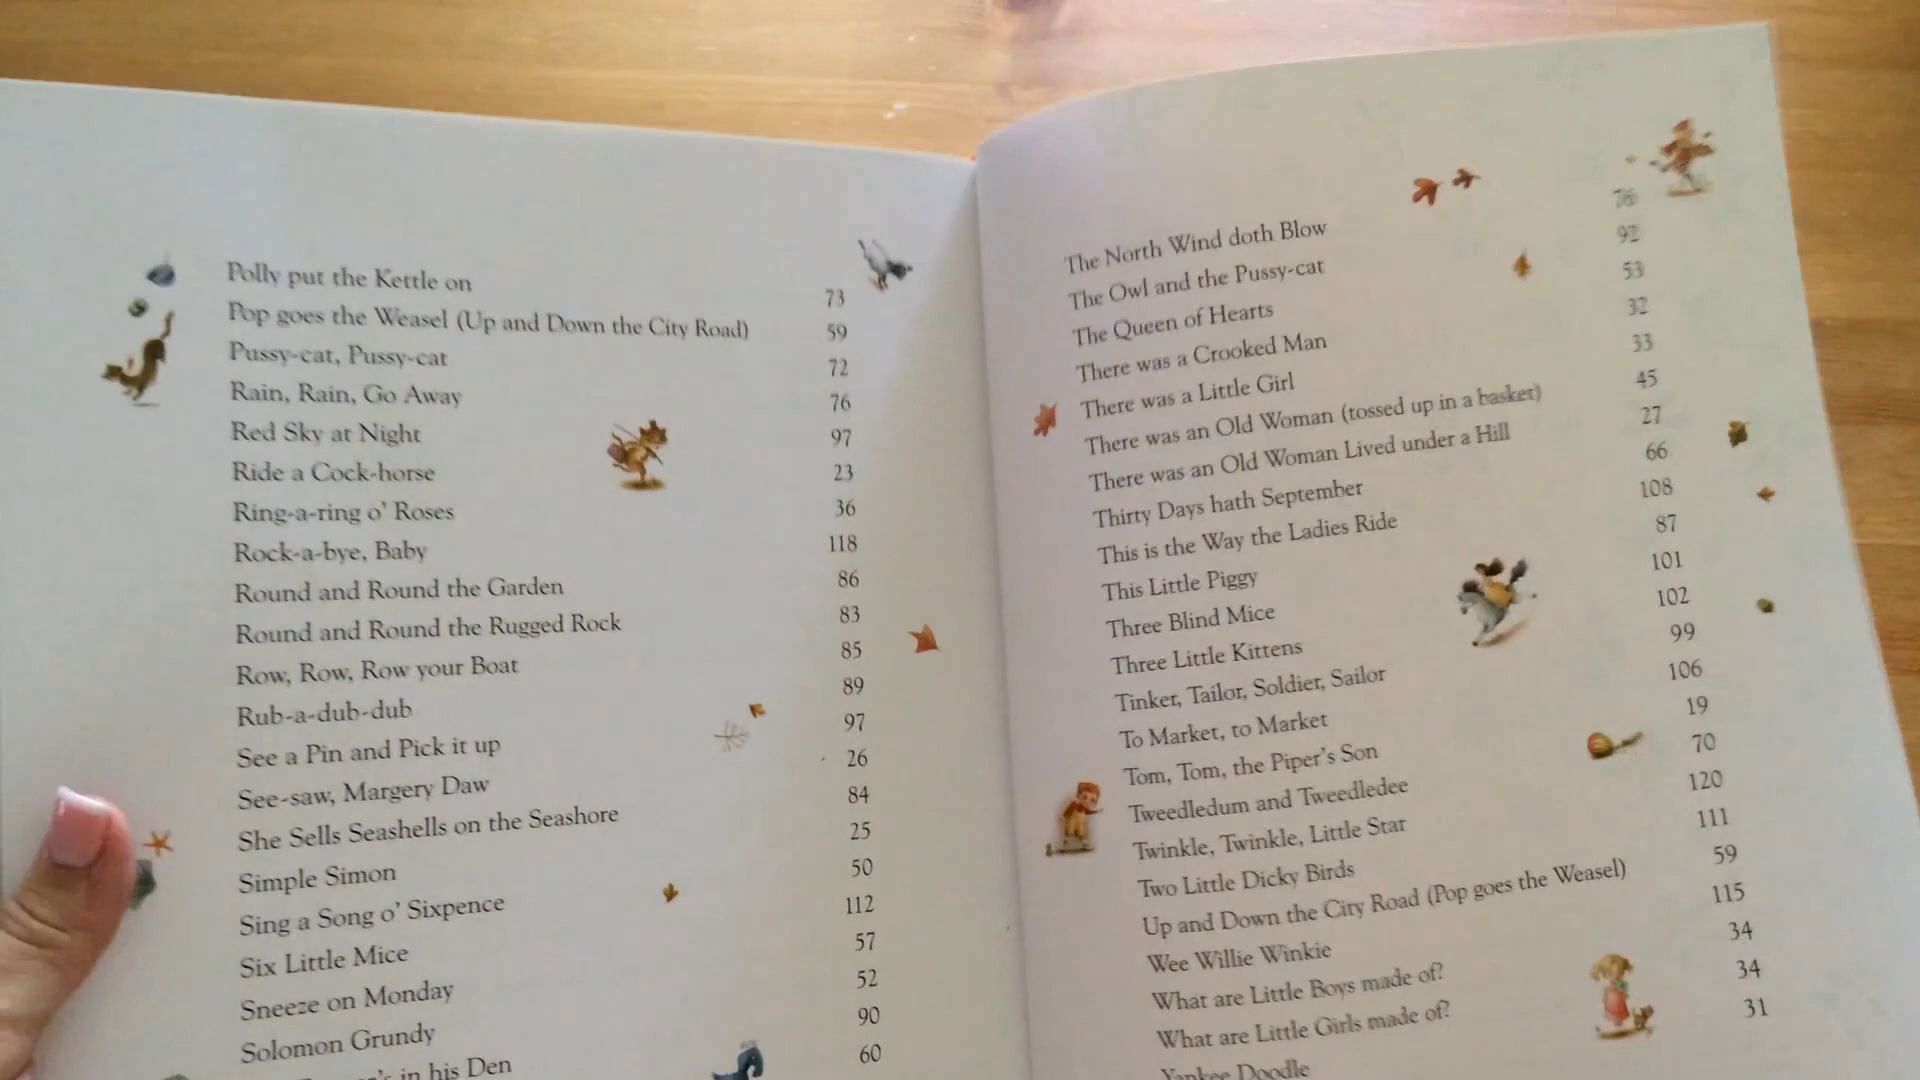 Polly put the Kettle on 73
Pop goes the Weasel (Up and Down the City Road) 59
Pussy-cat, Pussy-cat 72
Rain, Rain, Go Away 76
Red Sky at Night 97
Ride a Cock-horse 23
Ring-a-ring o' Roses 36
Rock-a-bye, Baby 118
Round and Round the Garden 86
Round and Round the Rugged Rock 83
Row, Row, Row your Boat 85
Rub-a-dub-dub 89
See a Pin and Pick it up 97
See-saw, Margery Daw 26
She Sells Seashells on the Seashore 84
Simple Simon 25
Sing a Song o' Sixpence 50
Six Little Mice 112
Sneeze on Monday 57
Solomon Grundy 52
in his Den 90
60
The North Wind doth Blow 76
The Owl and the Pussy-cat 92
The Queen of Hearts 53
There was a Crooked Man 32
There was a Little Girl 33
There was an Old Woman (tossed up in a basket) 45
There was an Old Woman Lived under a Hill 27
Thirty Days hath September 66
This is the Way the Ladies Ride 108
This Little Piggy 87
Three Blind Mice 101
Three Little Kittens 102
Tinker, Tailor, Soldier, Sailor 99
To Market, to Market 106
Tom, Tom, the Piper's Son 19
Tweedledum and Tweedledee 70
Twinkle, Twinkle, Little Star 120
Two Little Dicky Birds 111
Up and Down the City Road (Pop goes the Weasel) 59
Wee Willie Winkie 115
What are Little Boys made of? 34
What are Little Girls made of? 34
Yankee Doodle 31